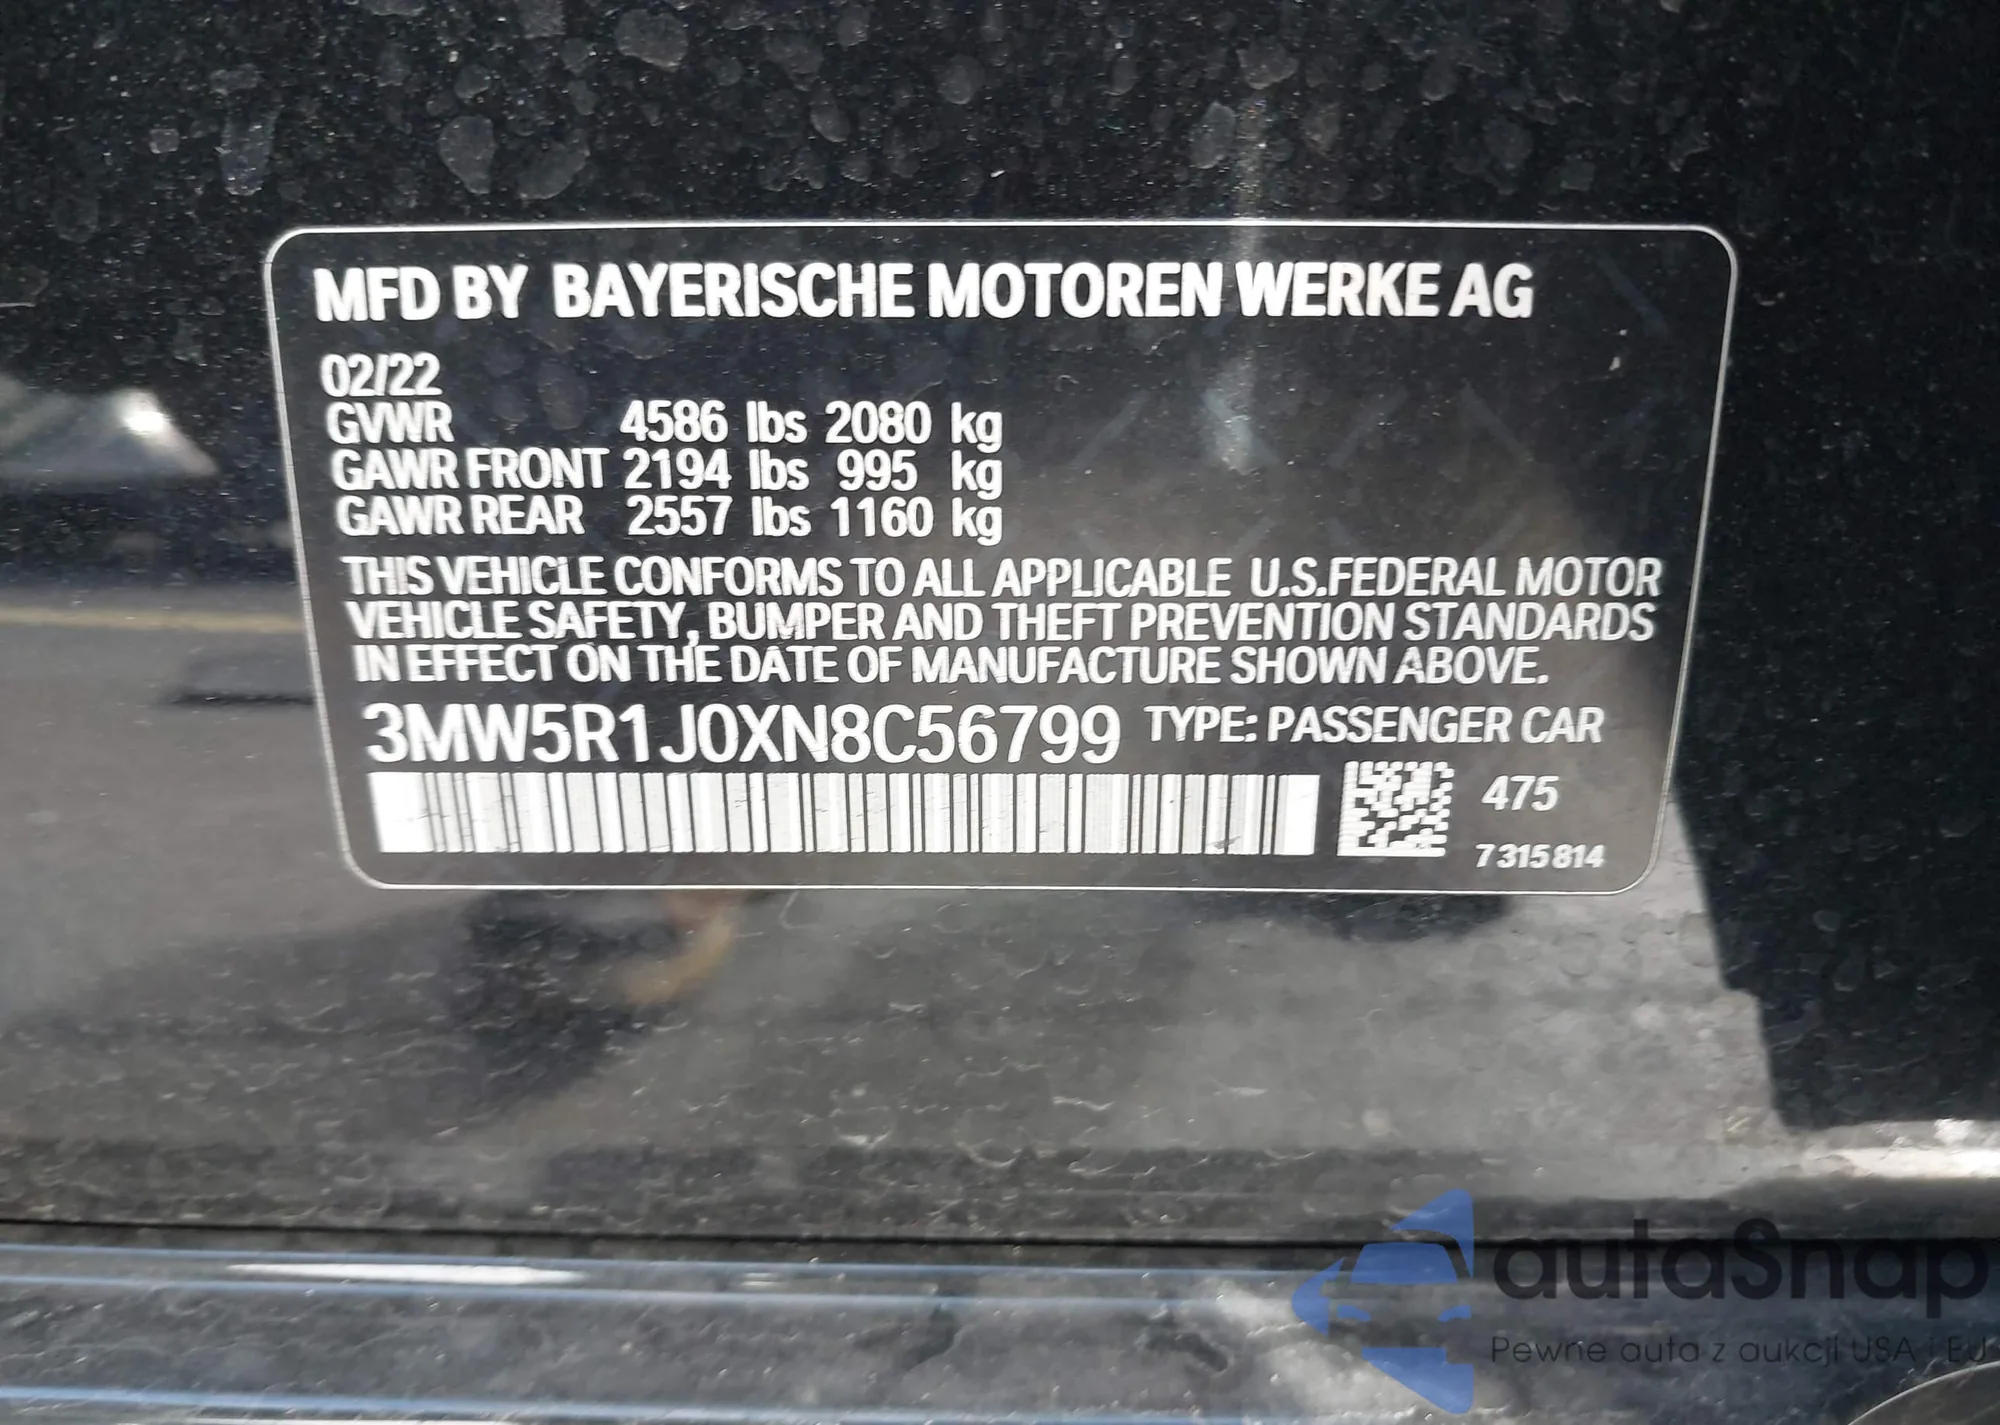 MFD BY BAYERISCHE MOTOREN WERKE AG
02/22
GVWR 4586 lbs 2080 kg
GAWR FRONT 2194 lbs 995 kg
GAWR REAR 2557 lbs 1160 kg
THIS VEHICLE CONFORMS TO ALL APPLICABLE U.S.FEDERAL MOTOR
VEHICLE SAFETY, BUMPER AND THEFT PREVENTION STANDARDS
IN EFFECT ON THE DATE OF MANUFACTURE SHOWN ABOVE.
3MW5R1J0XN8C56799 TYPE: PASSENGER CAR
475
7315814
autaSnap
Pewne auta z aukcji USA i EU